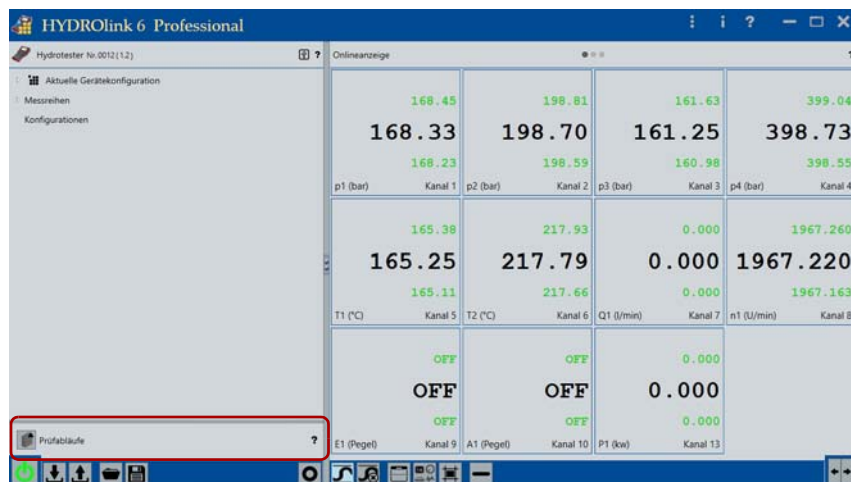 HYDROlink 6 Professional
i ?
Hydrotester Nr.0012 (1.2) ?
Onlineanzeige
Aktuelle Gerätekonfiguration
Messreihen
Konfigurationen
168.45 198.81 161.63 399.04
168.33 198.70 161.25 398.73
168.23 198.59 160.98 398.55
p1 (bar) Kanal 1 p2 (bar) Kanal 2 p3 (bar) Kanal 3 p4 (bar) Kanal 4
165.38 217.93 0.000 1967.260
165.25 217.79 0.000 1967.220
165.11 217.66 0.000 1967.163
T1 (°C) Kanal 5 T2 (°C) Kanal 6 Q1 (l/min) Kanal 7 n1 (U/min) Kanal 8
OFF OFF 0.000
OFF OFF 0.000
OFF OFF 0.000
E1 (Pegel) Kanal 9 A1 (Pegel) Kanal 10 P1 (kw) Kanal 13
Prüfabläufe ?